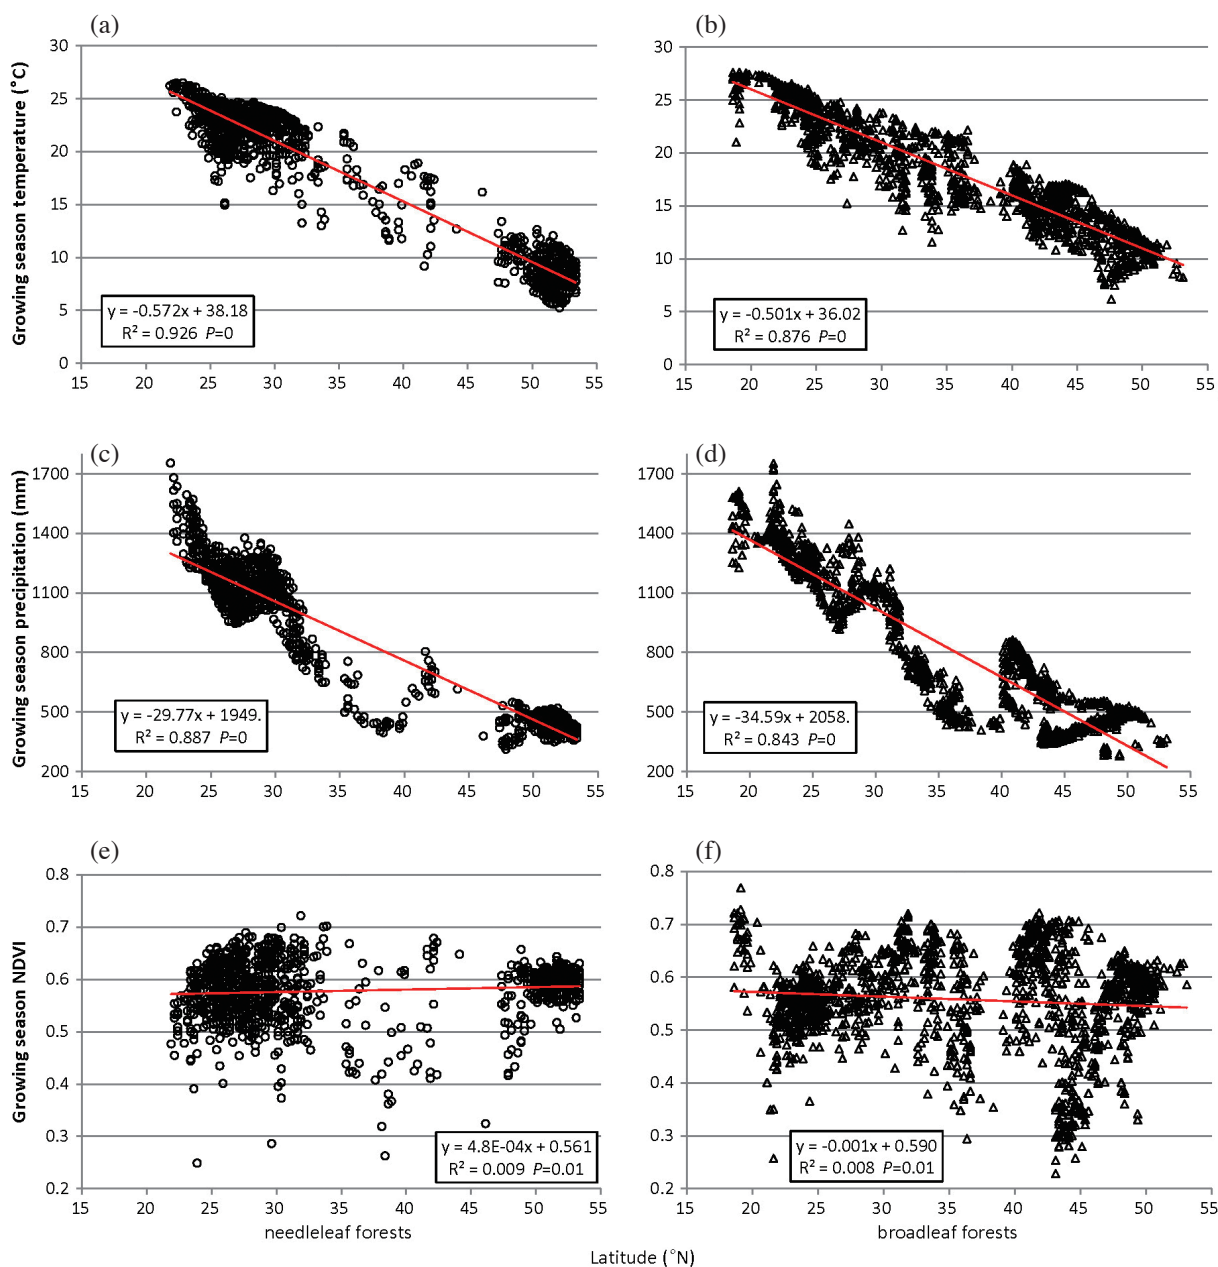 (a)
(b)
Growing season temperature (°C)
30
25
20
15
10
5
0
y = -0.572x + 38.18
R² = 0.926 P=0
15 20 25 30 35 40 45 50 55
30
25
20
15
10
5
0
y = -0.501x + 36.02
R² = 0.876 P=0
15 20 25 30 35 40 45 50 55
(c)
(d)
Growing season precipitation (mm)
1700
1400
1100
800
500
200
y = -29.77x + 1949.
R² = 0.887 P=0
15 20 25 30 35 40 45 50 55
1700
1400
1100
800
500
200
y = -34.59x + 2058.
R² = 0.843 P=0
15 20 25 30 35 40 45 50 55
(e)
(f)
Growing season NDVI
0.8
0.7
0.6
0.5
0.4
0.3
0.2
y = 4.8E-04x + 0.561
R² = 0.009 P=0.01
15 20 25 30 35 40 45 50 55
needleleaf forests
0.8
0.7
0.6
0.5
0.4
0.3
0.2
y = -0.001x + 0.590
R² = 0.008 P=0.01
15 20 25 30 35 40 45 50 55
broadleaf forests
Latitude (°N)